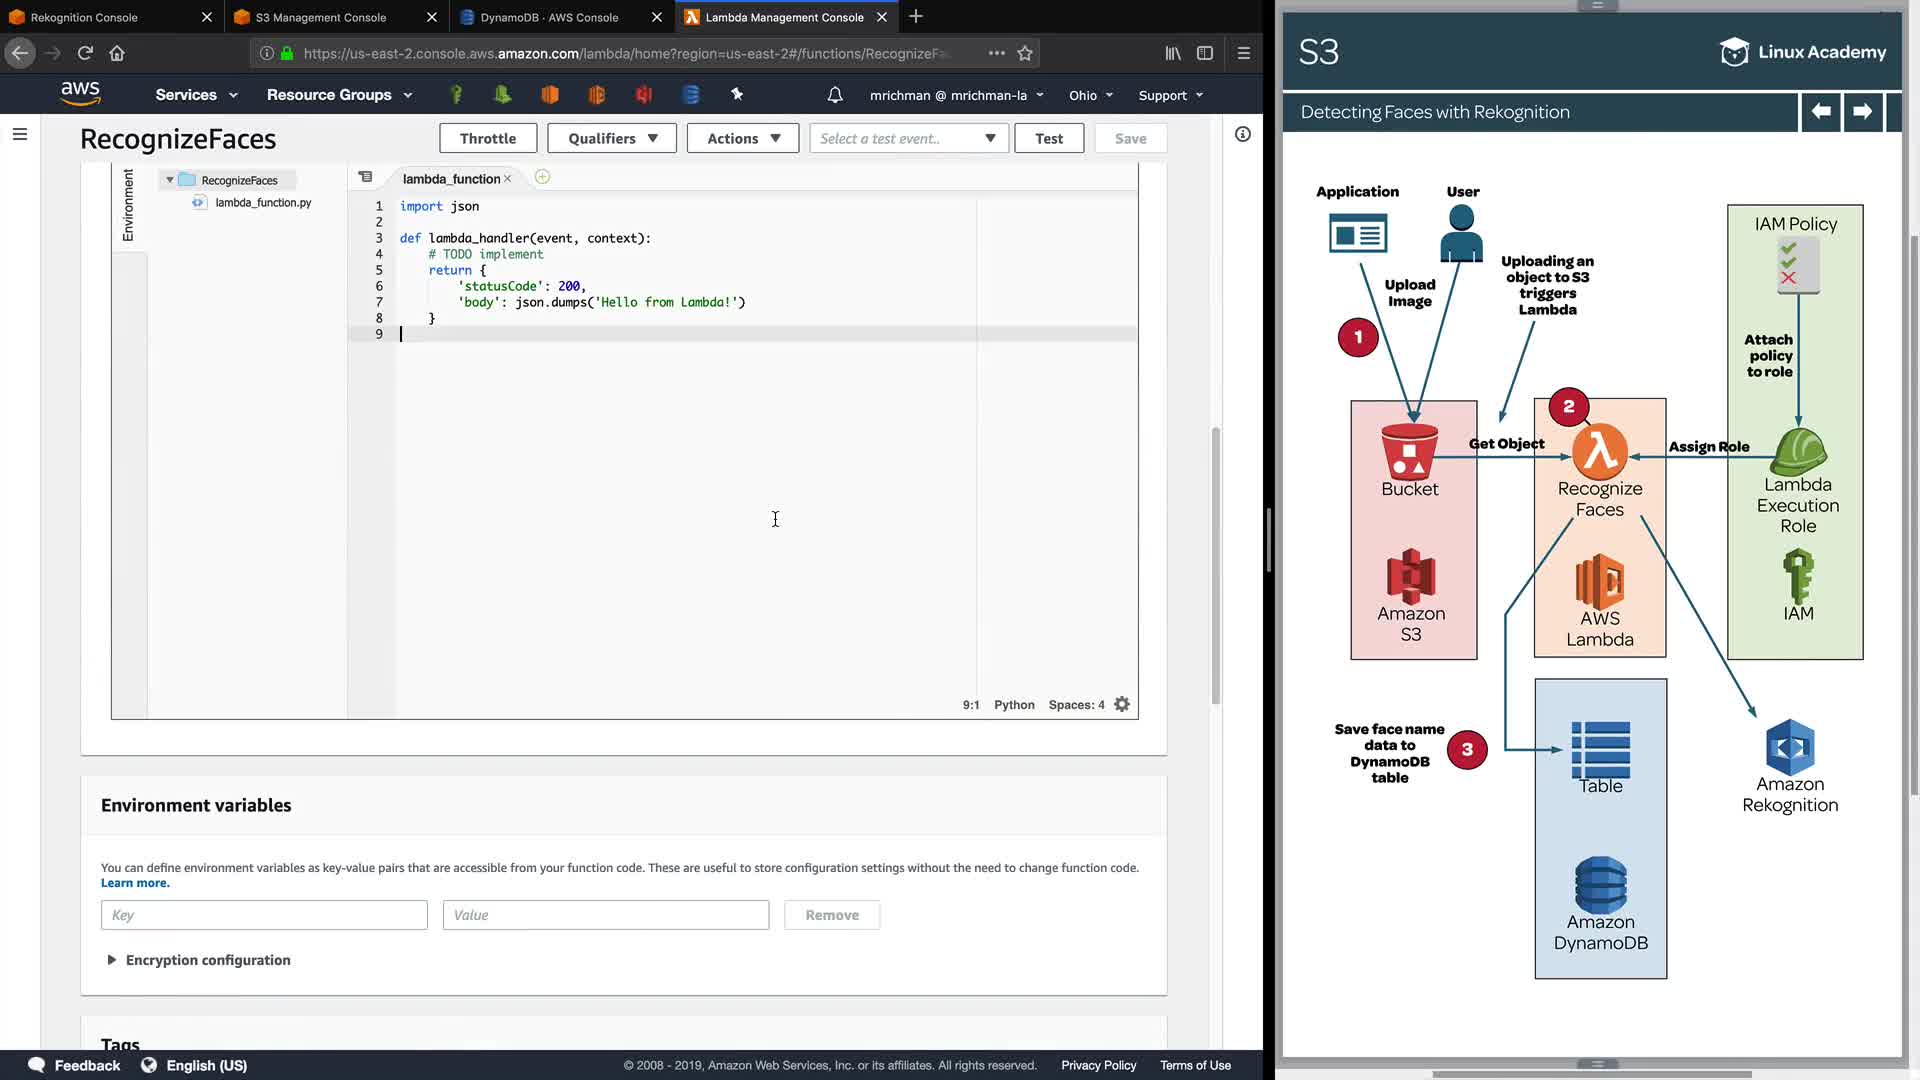 Rekognition Console
S3 Management Console
DynamoDB · AWS Console
Lambda Management Console
https://us-east-2.console.aws.amazon.com/lambda/home?region=us-east-2#/functions/RecognizeFa
aws
Services
Resource Groups
mrichman @ mrichman-la
Ohio
Support
RecognizeFaces
Throttle
Qualifiers
Actions
Select a test event..
Test
Save
Environment
RecognizeFaces
lambda_function.py
lambda_function
1 import json
2
3 def lambda_handler(event, context):
4     # TODO implement
5     return {
6         'statusCode': 200,
7         'body': json.dumps('Hello from Lambda!')
8     }
9
9:1 Python Spaces: 4
Environment variables
You can define environment variables as key-value pairs that are accessible from your function code. These are useful to store configuration settings without the need to change function code.
Learn more.
Key
Value
Remove
Encryption configuration
Tags
Feedback
English (US)
© 2008 - 2019, Amazon Web Services, Inc. or its affiliates. All rights reserved.
Privacy Policy
Terms of Use
S3
Linux Academy
Detecting Faces with Rekognition
Application
User
IAM Policy
Uploading an
object to S3
triggers
Lambda
Upload
Image
1
Attach
policy
to role
2
Get Object
Assign Role
Bucket
Recognize
Faces
Lambda
Execution
Role
Amazon
S3
AWS
Lambda
IAM
Save face name
data to
DynamoDB
table
3
Table
Amazon
Rekognition
Amazon
DynamoDB